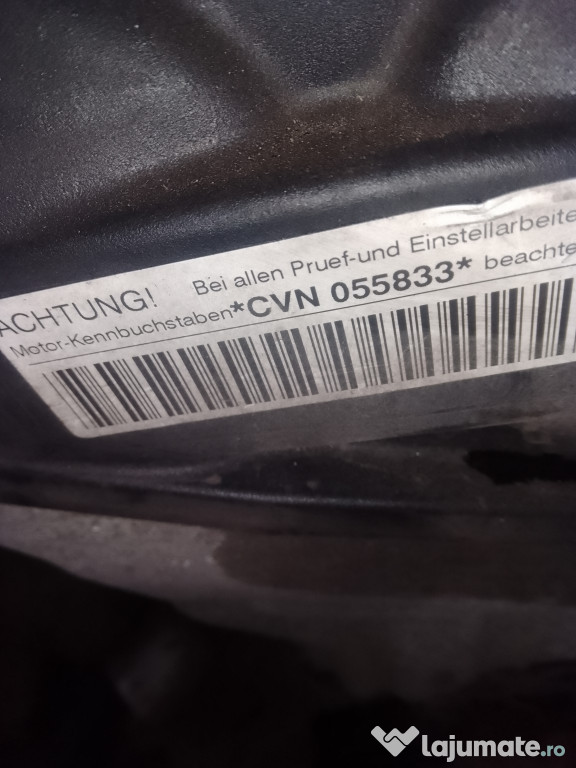 ACHTUNG! Bei allen Pruef-und Einstellarbeite
Motor-Kennbuchstaben *CVN 055833* beachte
lajumate.ro